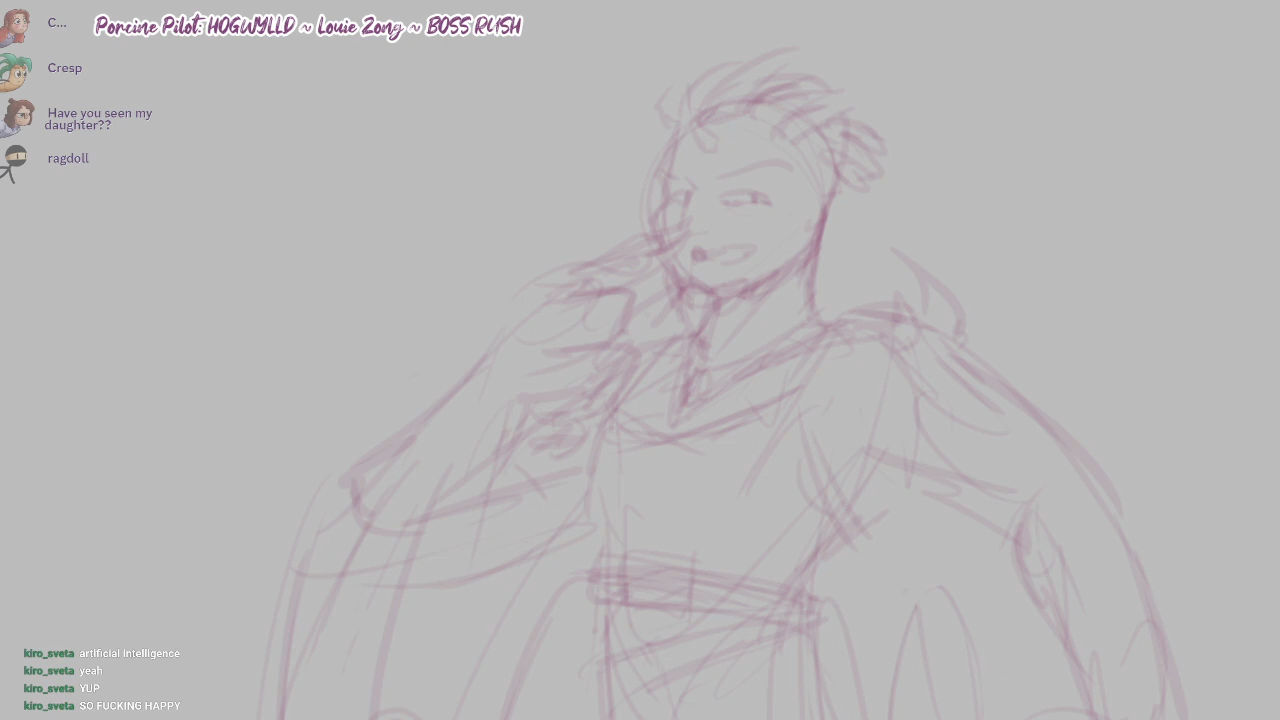 C...
Porcine Pilot: HOGWYLLD ~ Louie Zong ~ BOSS RUSH
Cresp
Have you seen my
daughter??
ragdoll
kiro_sveta artificial intelligence
kiro_sveta yeah
kiro_sveta YUP
kiro_sveta SO FUCKING HAPPY